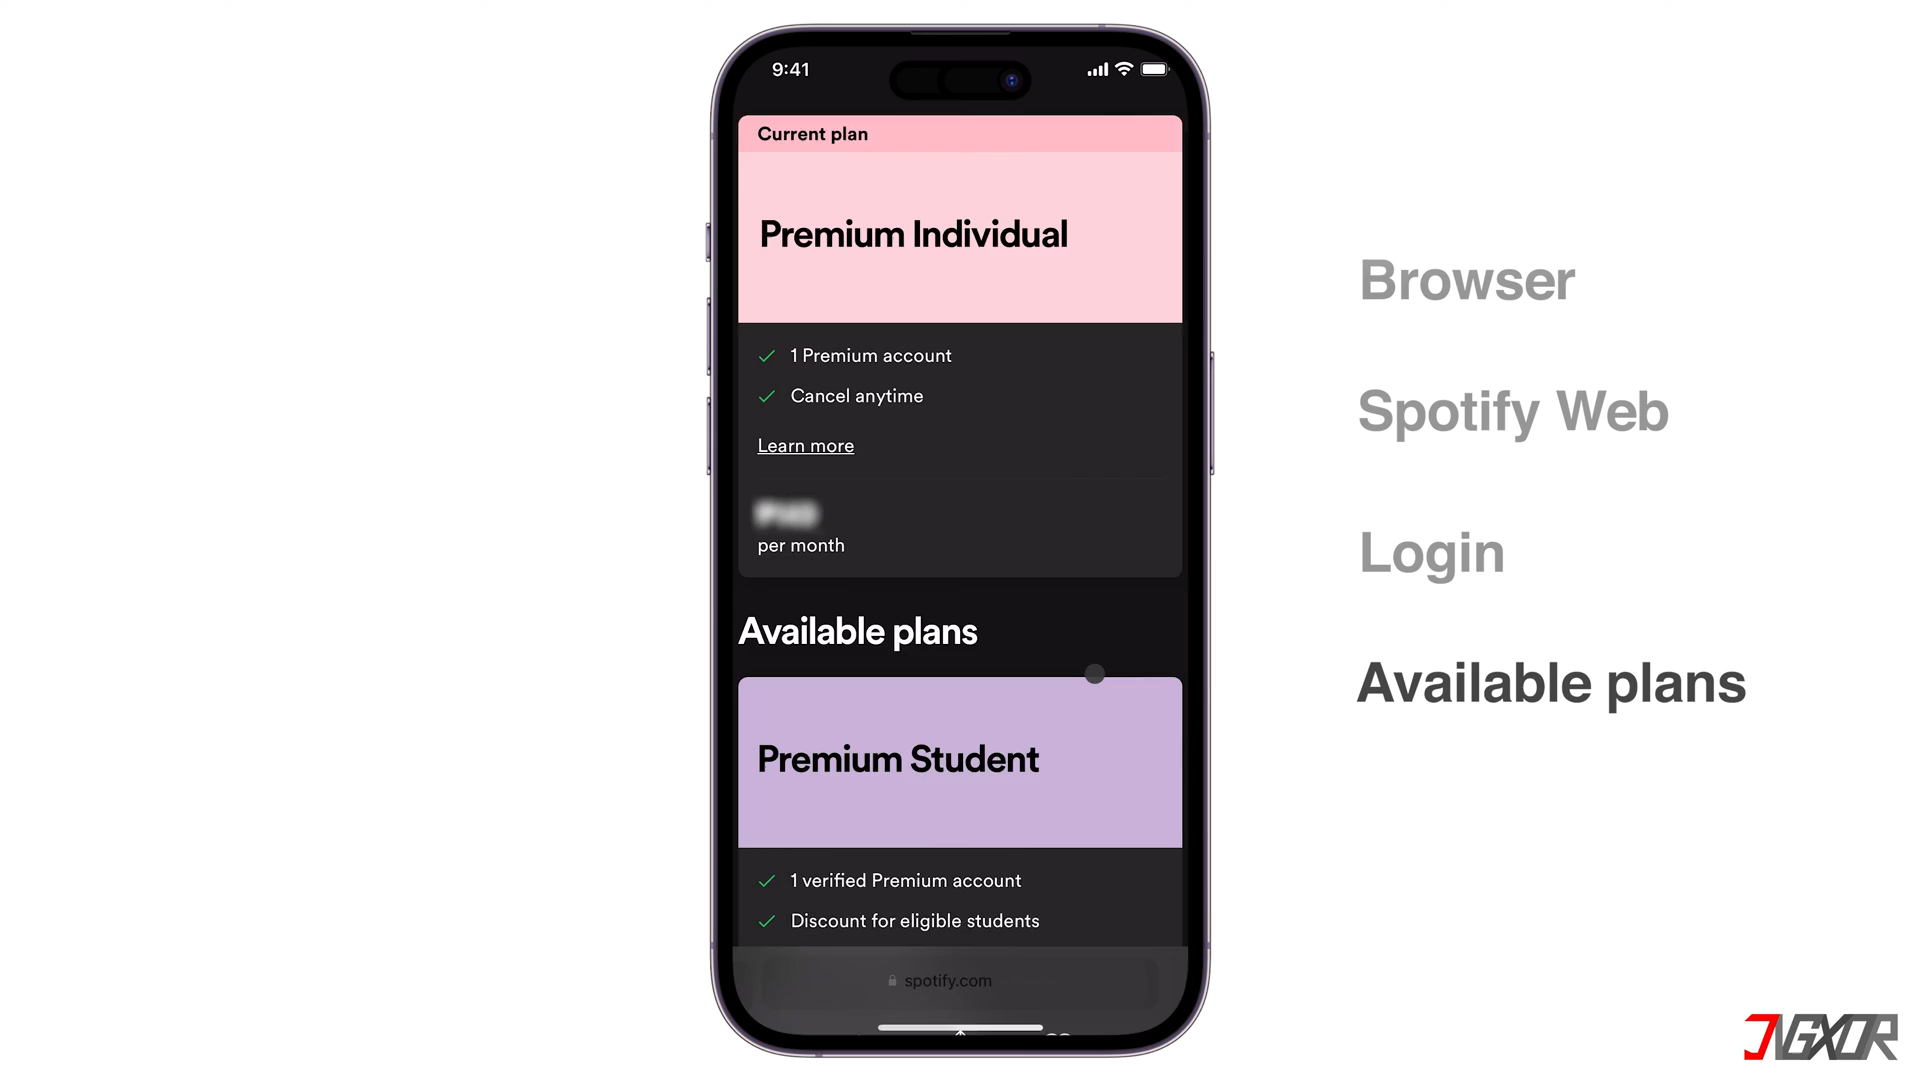 9:41
Current plan
Premium Individual
1 Premium account
Cancel anytime
Learn more
per month
Available plans
Premium Student
1 verified Premium account
Discount for eligible students
spotify.com
Browser
Spotify Web
Login
Available plans
JIGXOR